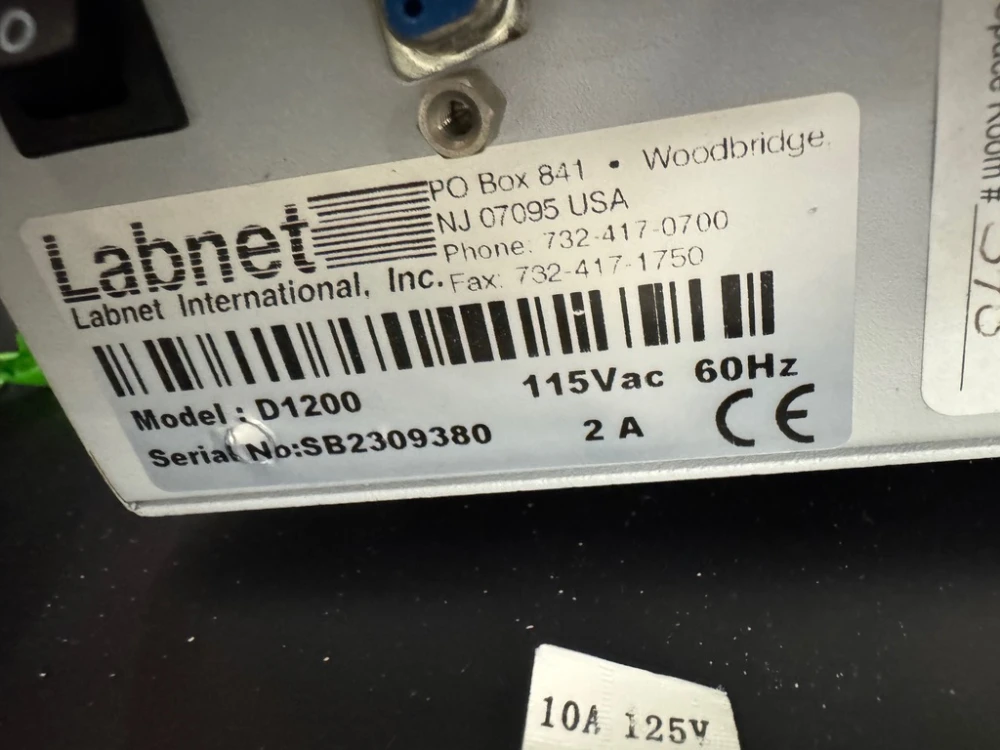 Labnet
Labnet International, Inc.
PO Box 841 • Woodbridge,
NJ 07095 USA
Phone: 732-417-0700
Fax: 732-417-1750
115Vac 60Hz
Model : D1200
2 A
CE
Serial No:SB2309380
Room #
10A 125V